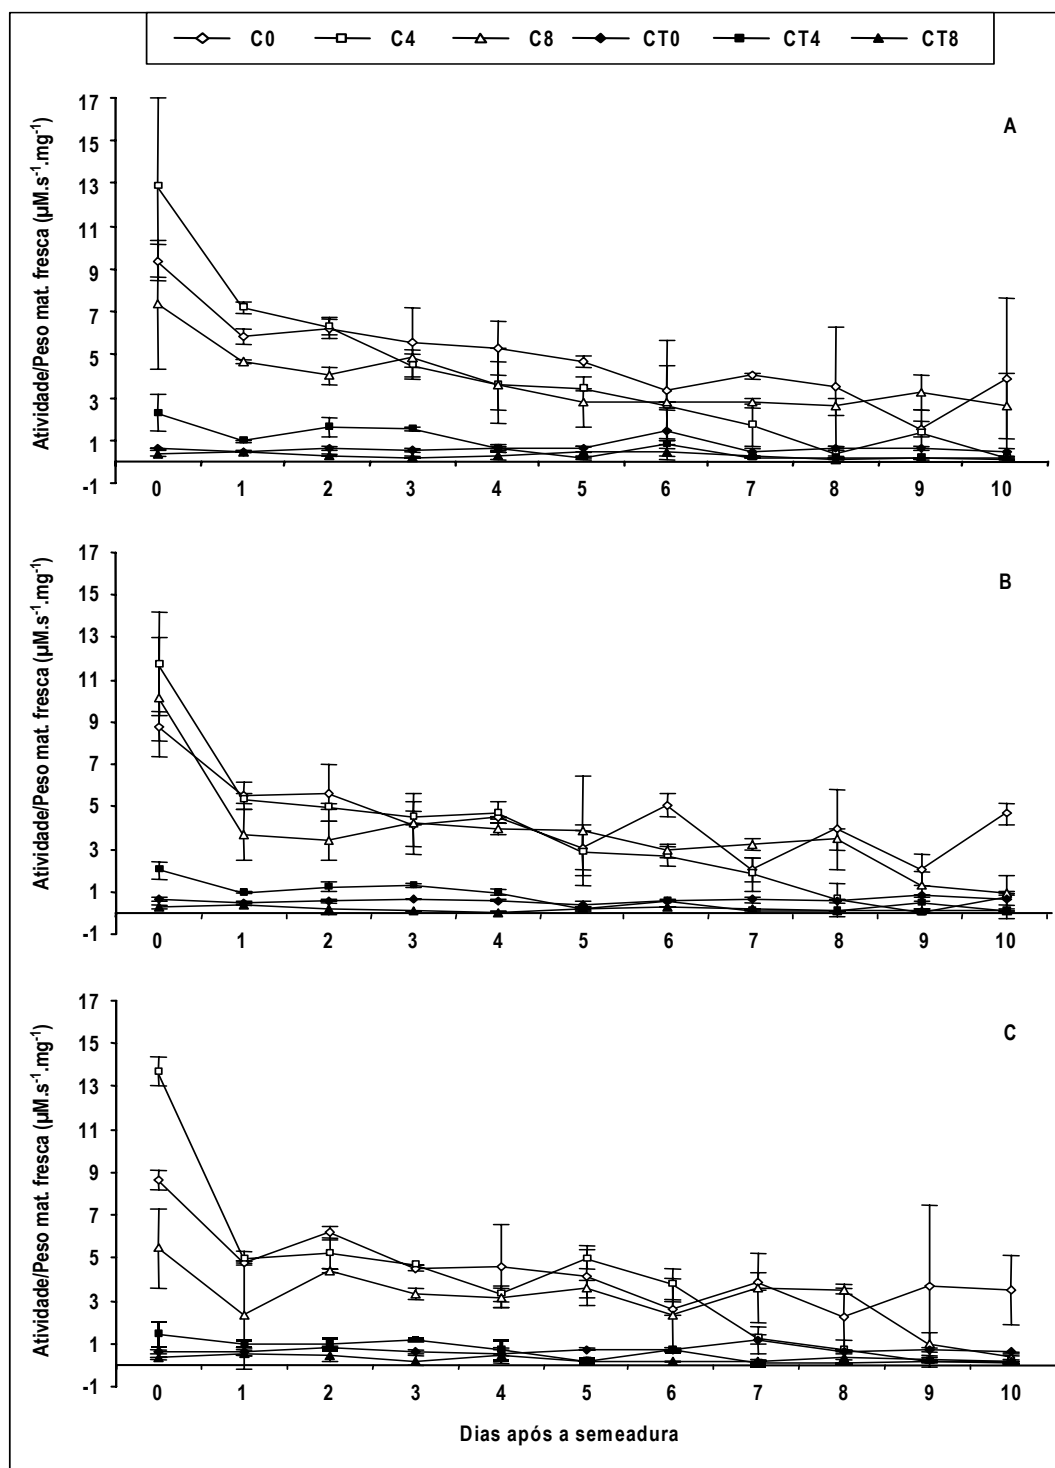 C0 C4 C8 CT0 CT4 CT8
A
Atividade/Peso mat. fresca (µM.s⁻¹.mg⁻¹)
17
15
13
11
9
7
5
3
1
-1
0 1 2 3 4 5 6 7 8 9 10
B
Atividade/Peso mat. fresca (µM.s⁻¹.mg⁻¹)
17
15
13
11
9
7
5
3
1
-1
0 1 2 3 4 5 6 7 8 9 10
C
Atividade/Peso mat. fresca (µM.s⁻¹.mg⁻¹)
17
15
13
11
9
7
5
3
1
-1
0 1 2 3 4 5 6 7 8 9 10
Dias após a semeadura